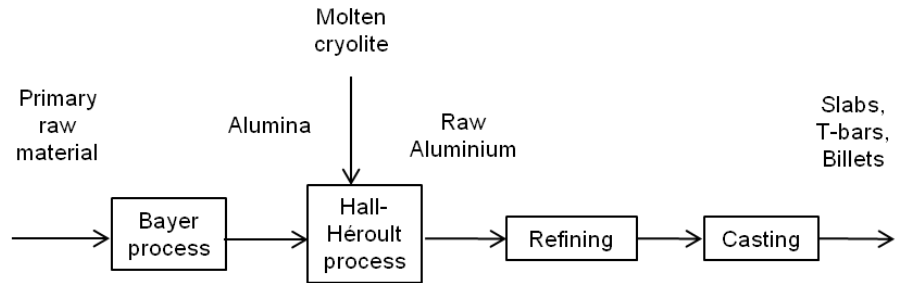 Molten
cryolite
Primary
raw
material
Alumina
Raw
Aluminium
Slabs,
T-bars,
Billets
Bayer
process
Hall-
Héroult
process
Refining
Casting